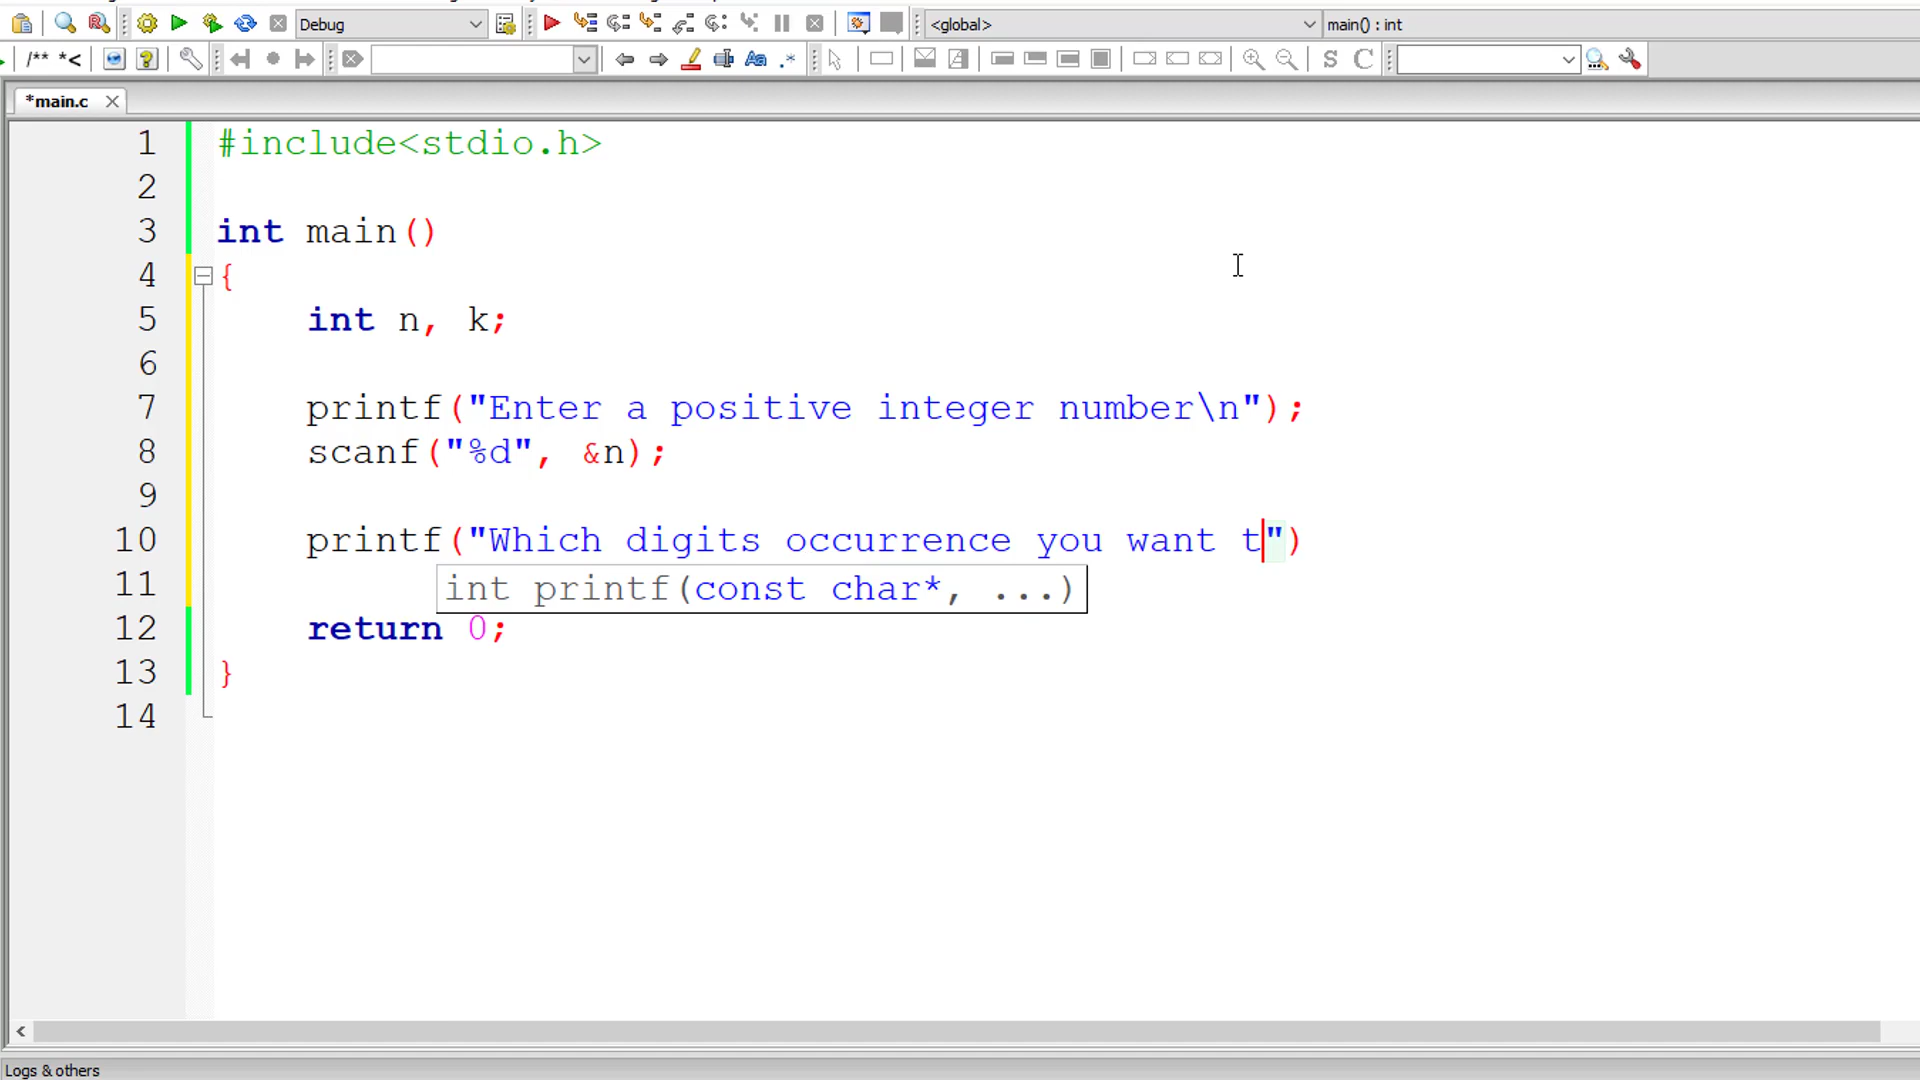 Debug
<global>
main() : int
/** *<
Aa
.*
S
C
*main.c
1 #include<stdio.h>
2
3 int main()
4 {
5 int n, k;
6
7 printf("Enter a positive integer number\n");
8 scanf("%d", &n);
9
10 printf("Which digits occurrence you want t")
int printf(const char*, ...)
11
12 return 0;
13 }
14
Logs & others